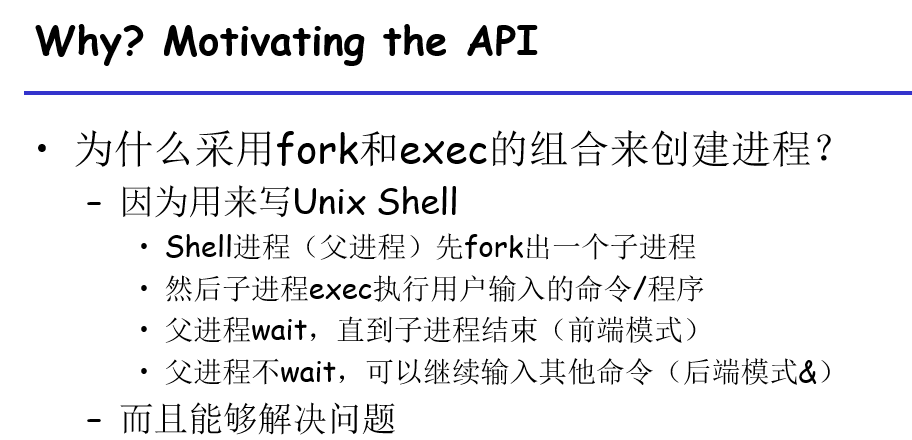 Why? Motivating the API
• 为什么采用fork和exec的组合来创建进程？
– 因为用来写Unix Shell
• Shell进程（父进程）先fork出一个子进程
• 然后子进程exec执行用户输入的命令/程序
• 父进程wait，直到子进程结束（前端模式）
• 父进程不wait，可以继续输入其他命令（后端模式&）
– 而且能够解决问题